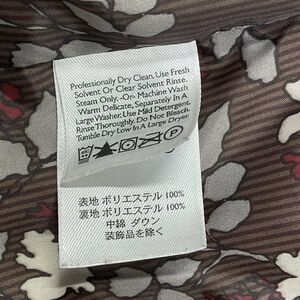 Professionally Dry Clean, Use Fresh
Solvent Or Clear Solvent Rinse.
Steam Only. -Or- Machine Wash
Warm Delicate, Separately In A
Large Washer, Use Mild Detergent.
Rinse Thoroughly. Do Not Bleach.
Tumble Dry Low In A Large Dryer.
表地 ポリエステル 100%
裏地 ポリエステル 100%
中綿 ダウン
装飾品を除く